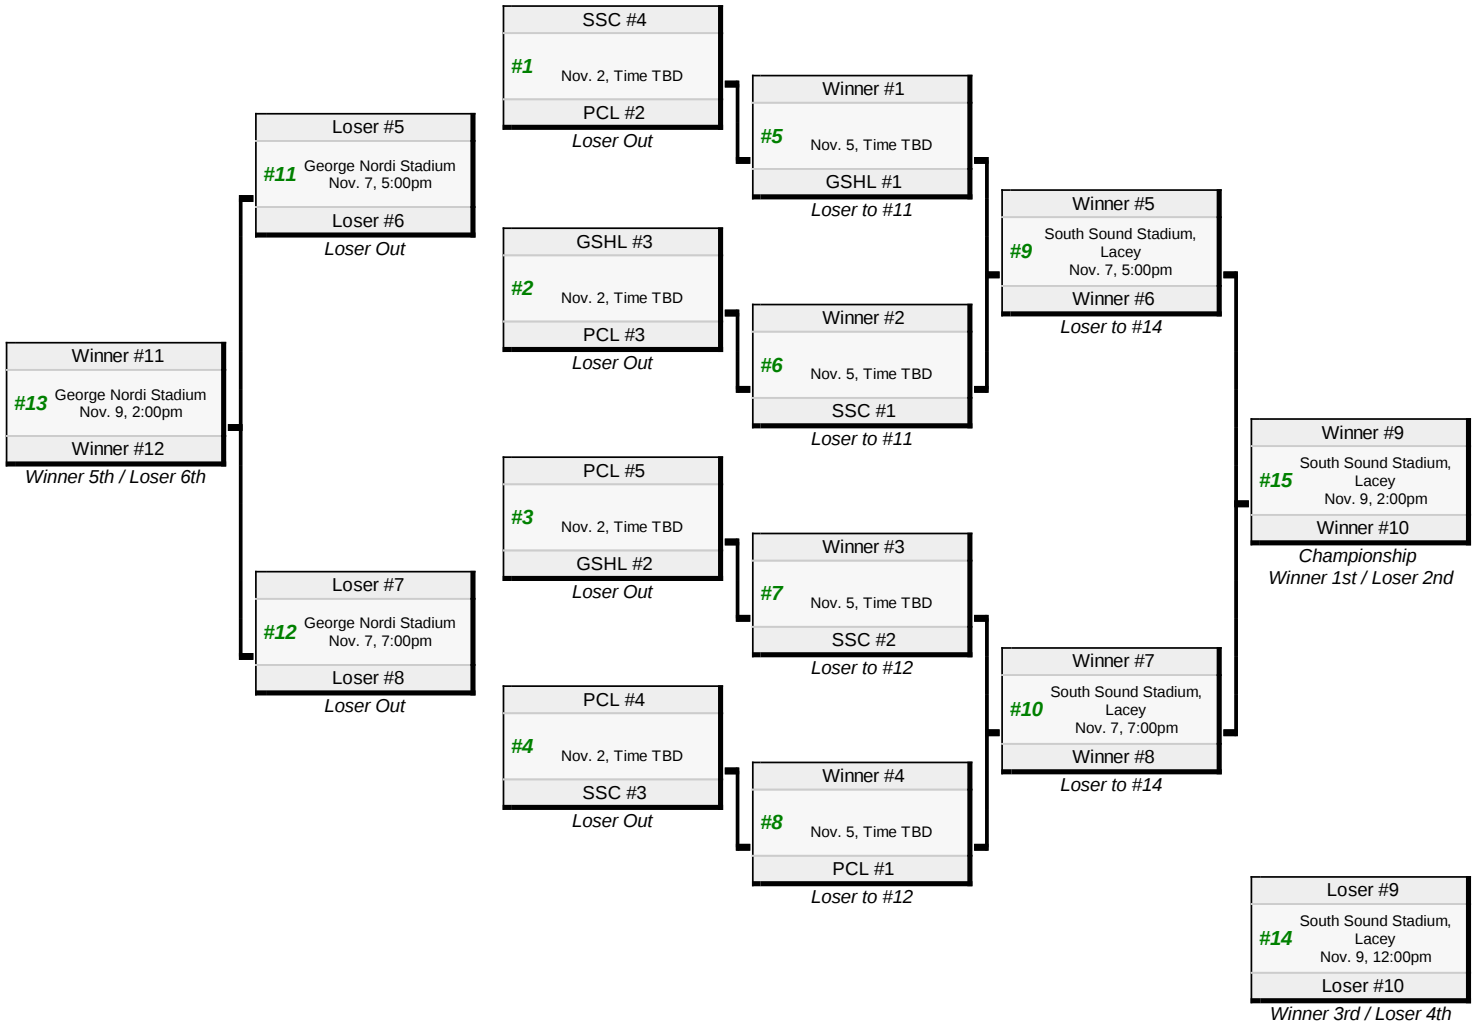 SSC #4
#1
Nov. 2, Time TBD
PCL #2
Loser Out
GSHL #3
#2
Nov. 2, Time TBD
PCL #3
Loser Out
PCL #5
#3
Nov. 2, Time TBD
GSHL #2
Loser Out
PCL #4
#4
Nov. 2, Time TBD
SSC #3
Loser Out
Winner #1
#5
Nov. 5, Time TBD
GSHL #1
Loser to #11
Winner #2
#6
Nov. 5, Time TBD
SSC #1
Loser to #11
Winner #3
#7
Nov. 5, Time TBD
SSC #2
Loser to #12
Winner #4
#8
Nov. 5, Time TBD
PCL #1
Loser to #12
Winner #5
#9
South Sound Stadium,
Lacey
Nov. 7, 5:00pm
Winner #6
Loser to #14
Winner #7
#10
South Sound Stadium,
Lacey
Nov. 7, 7:00pm
Winner #8
Loser to #14
Loser #5
#11
George Nordi Stadium
Nov. 7, 5:00pm
Loser #6
Loser Out
Loser #7
#12
George Nordi Stadium
Nov. 7, 7:00pm
Loser #8
Loser Out
Winner #11
#13
George Nordi Stadium
Nov. 9, 2:00pm
Winner #12
Winner 5th / Loser 6th
Winner #9
#15
South Sound Stadium,
Lacey
Nov. 9, 2:00pm
Winner #10
Championship
Winner 1st / Loser 2nd
Loser #9
#14
South Sound Stadium,
Lacey
Nov. 9, 12:00pm
Loser #10
Winner 3rd / Loser 4th